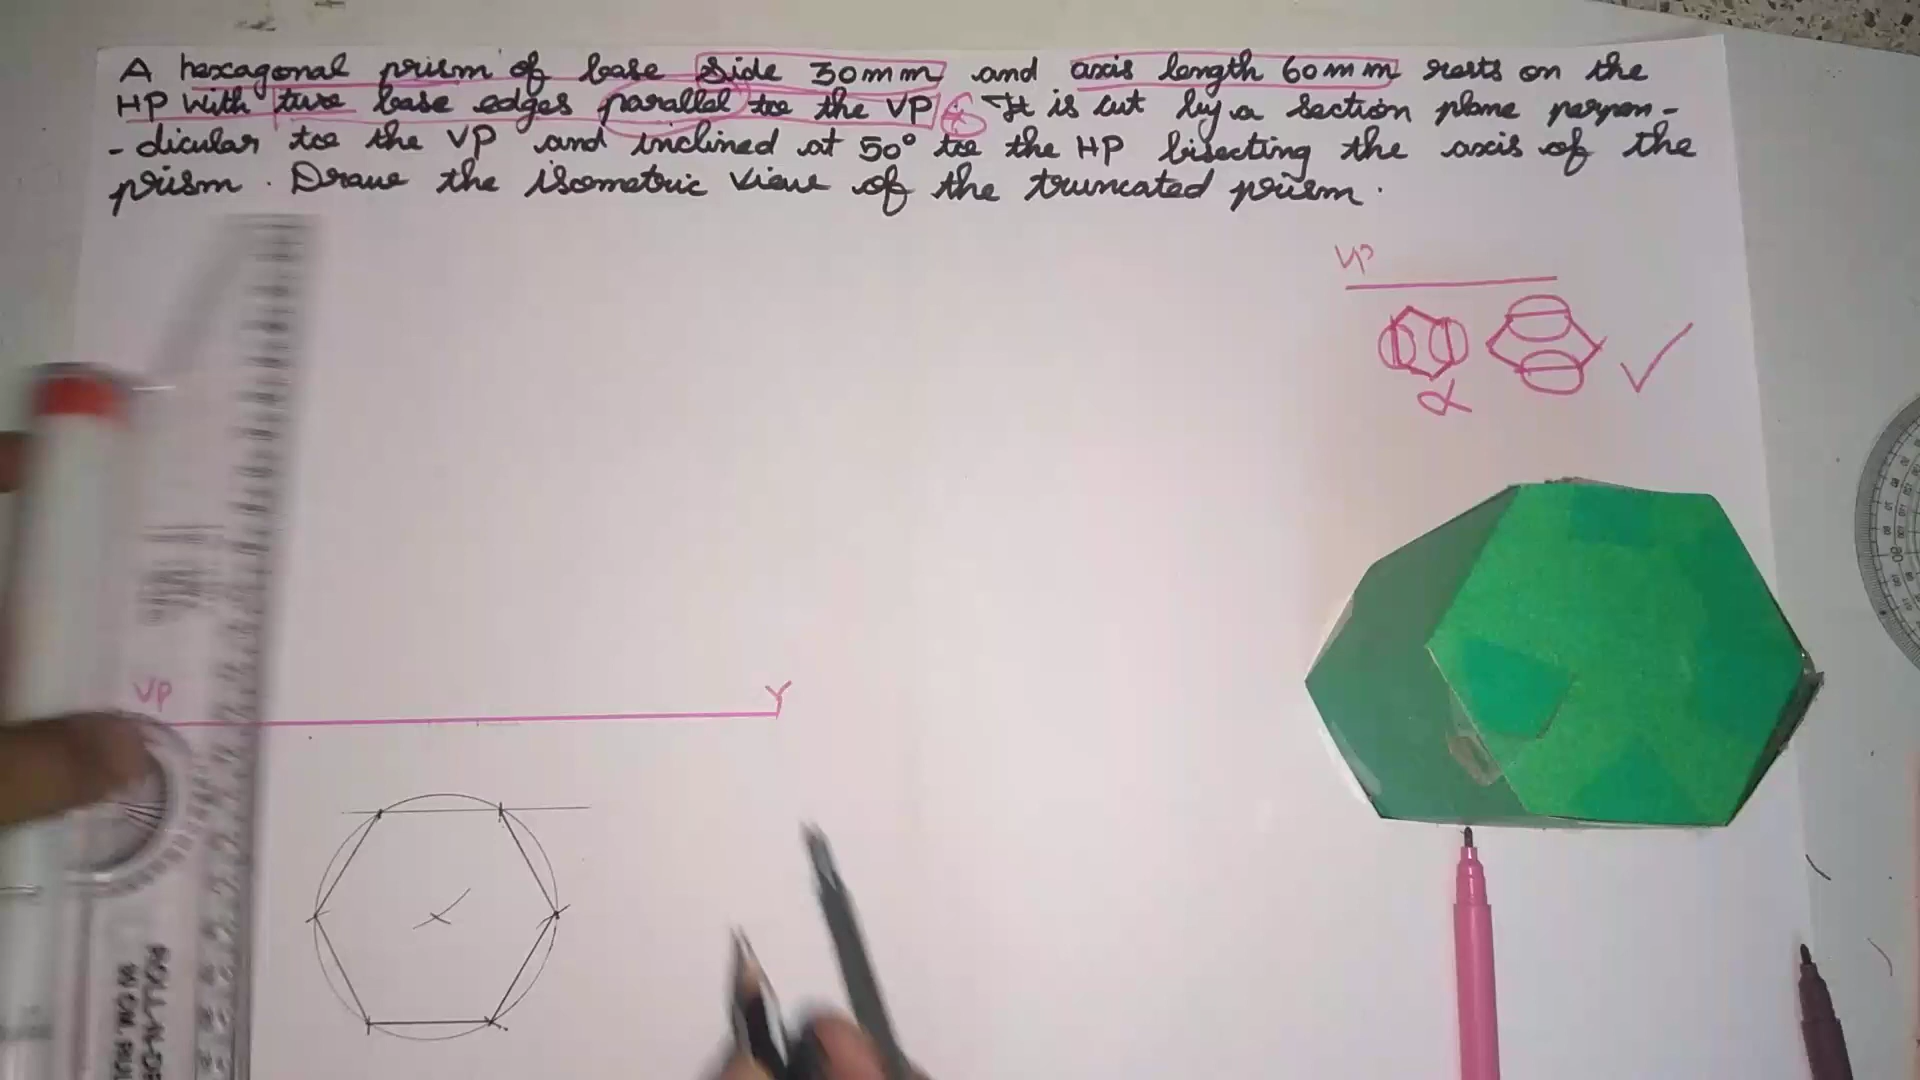 A hexagonal prism of base side 30mm and axis length 60mm rests on the
HP with two base edges parallel to the VP. It is cut by a section plane perpen-
-dicular to the VP and inclined at 50° to the HP bisecting the axis of the
prism. Draw the isometric view of the truncated prism.
VP
VP
Y